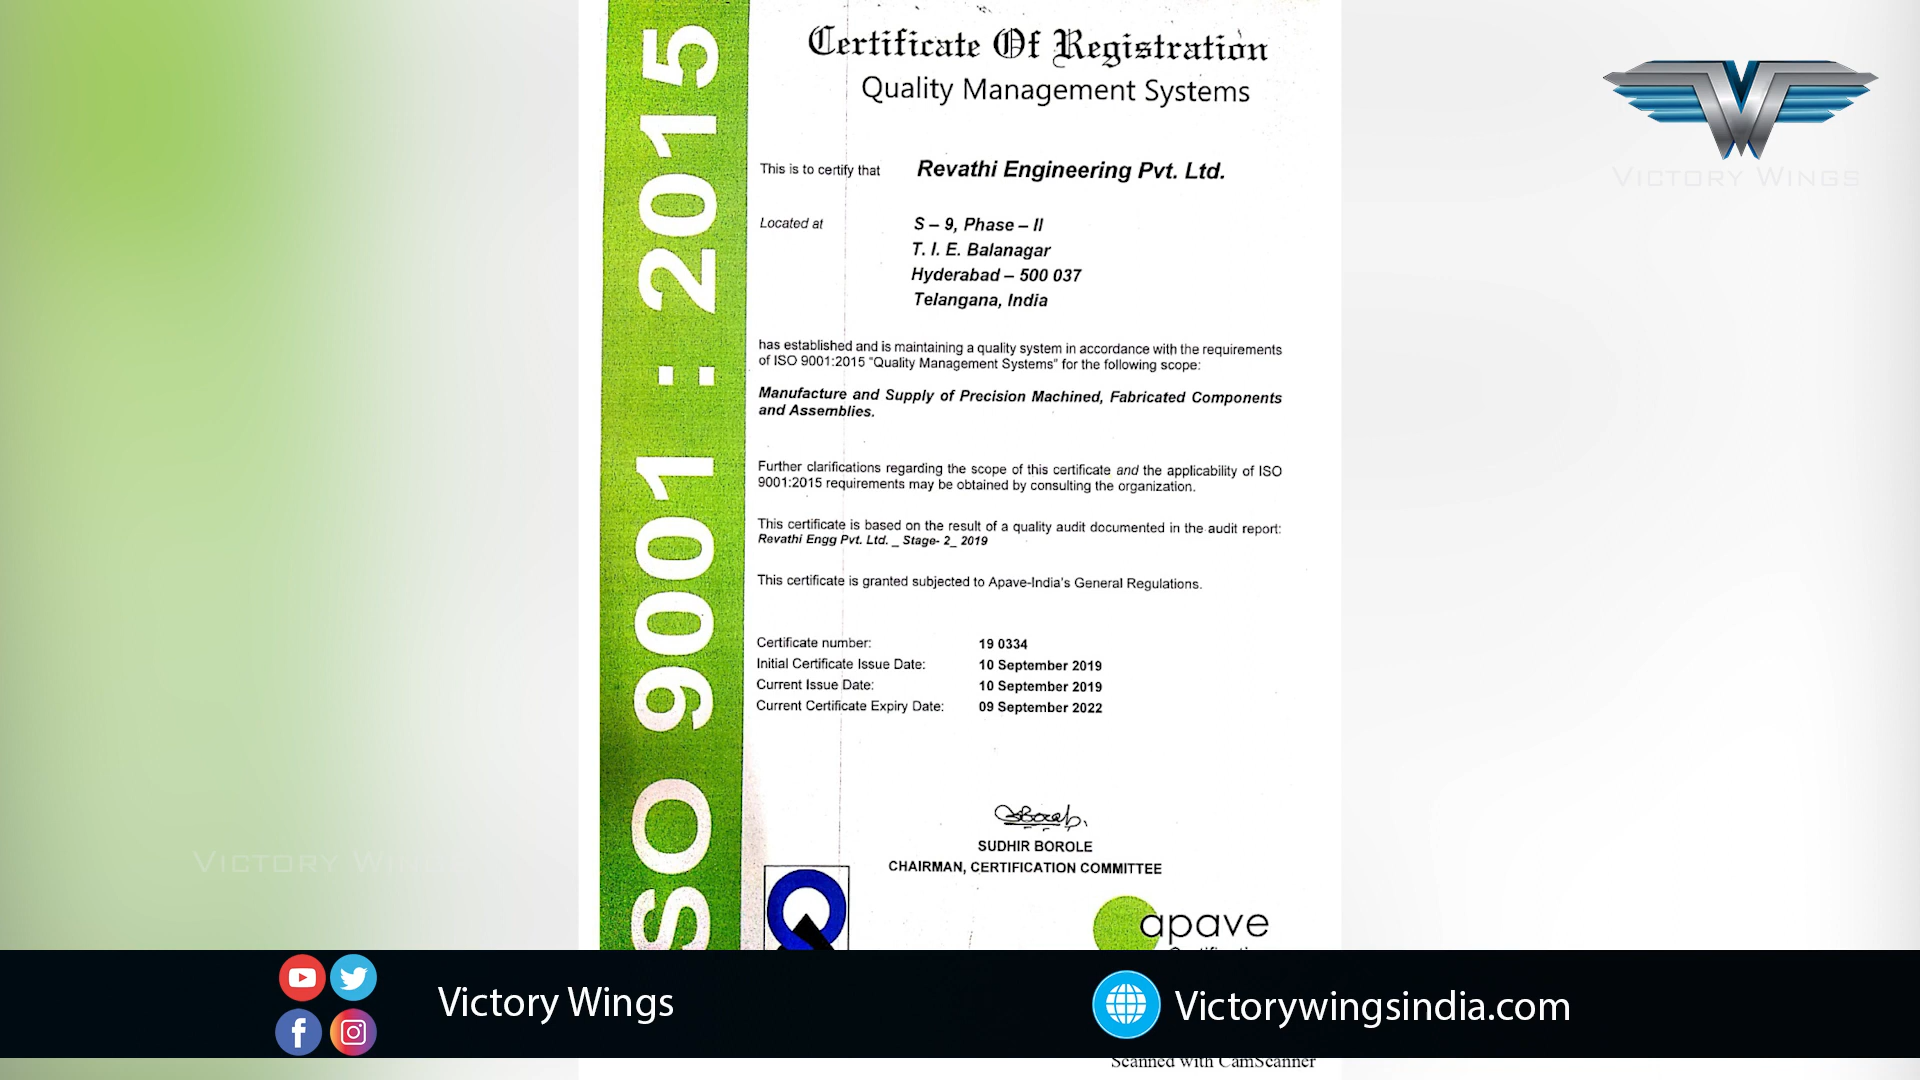 Certificate Of Registration
Quality Management Systems
This is to certify that Revathi Engineering Pvt. Ltd.
Located at S – 9, Phase – II
T. I. E. Balanagar
Hyderabad – 500 037
Telangana, India
has established and is maintaining a quality system in accordance with the requirements
of ISO 9001:2015 "Quality Management Systems" for the following scope:
Manufacture and Supply of Precision Machined, Fabricated Components
and Assemblies.
Further clarifications regarding the scope of this certificate and the applicability of ISO
9001:2015 requirements may be obtained by consulting the organization.
This certificate is based on the result of a quality audit documented in the audit report:
Revathi Engg Pvt. Ltd. _ Stage- 2_ 2019
This certificate is granted subjected to Apave-India's General Regulations.
Certificate number: 19 0334
Initial Certificate Issue Date: 10 September 2019
Current Issue Date: 10 September 2019
Current Certificate Expiry Date: 09 September 2022
SUDHIR BOROLE
CHAIRMAN, CERTIFICATION COMMITTEE
apave
SO 9001 : 2015
VICTORY WINGS
VICTORY WIN
Victory Wings
Victorywingsindia.com
Scanned with CamScanner